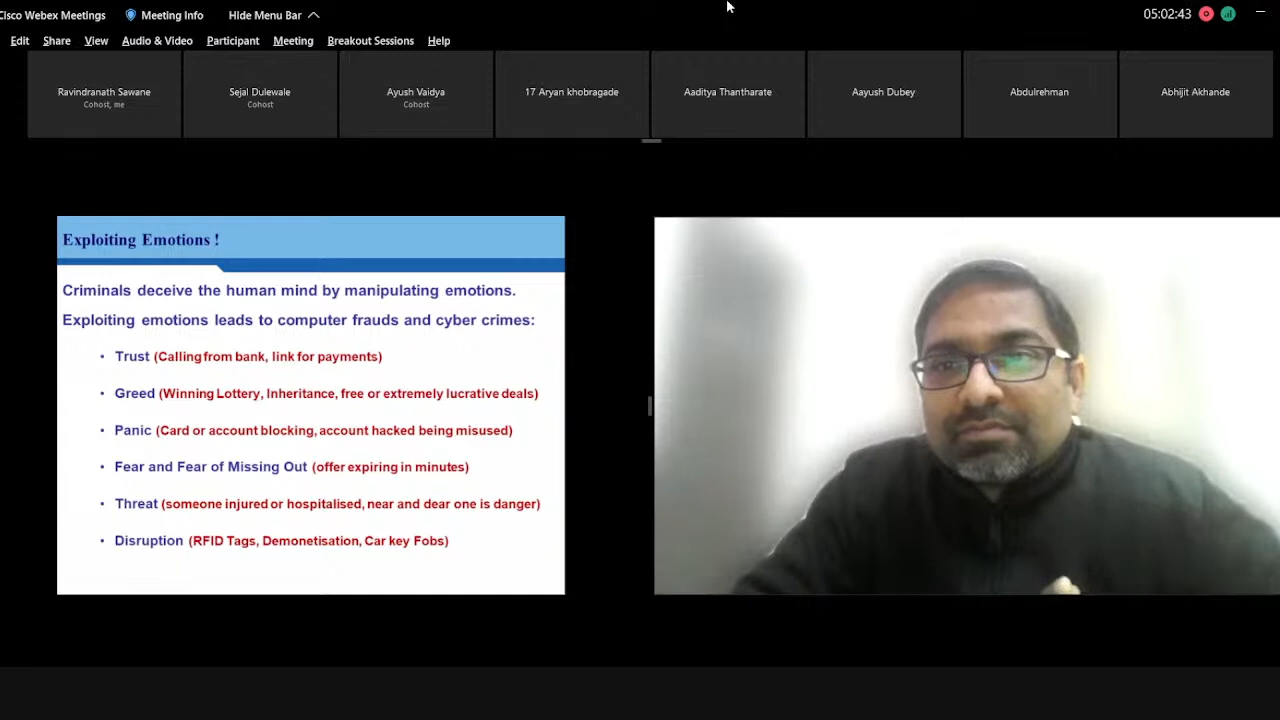 Cisco Webex Meetings
Meeting Info
Hide Menu Bar
05:02:43
Edit
Share
View
Audio & Video
Participant
Meeting
Breakout Sessions
Help
Ravindranath Sawane
Cohost, me
Sejal Dulewale
Cohost
Ayush Vaidya
Cohost
17 Aryan khobragade
Aaditya Thantharate
Aayush Dubey
Abdulrehman
Abhijit Akhande
Exploiting Emotions !
Criminals deceive the human mind by manipulating emotions.
Exploiting emotions leads to computer frauds and cyber crimes:
• Trust (Calling from bank, link for payments)
• Greed (Winning Lottery, Inheritance, free or extremely lucrative deals)
• Panic (Card or account blocking, account hacked being misused)
• Fear and Fear of Missing Out (offer expiring in minutes)
• Threat (someone injured or hospitalised, near and dear one is danger)
• Disruption (RFID Tags, Demonetisation, Car key Fobs)